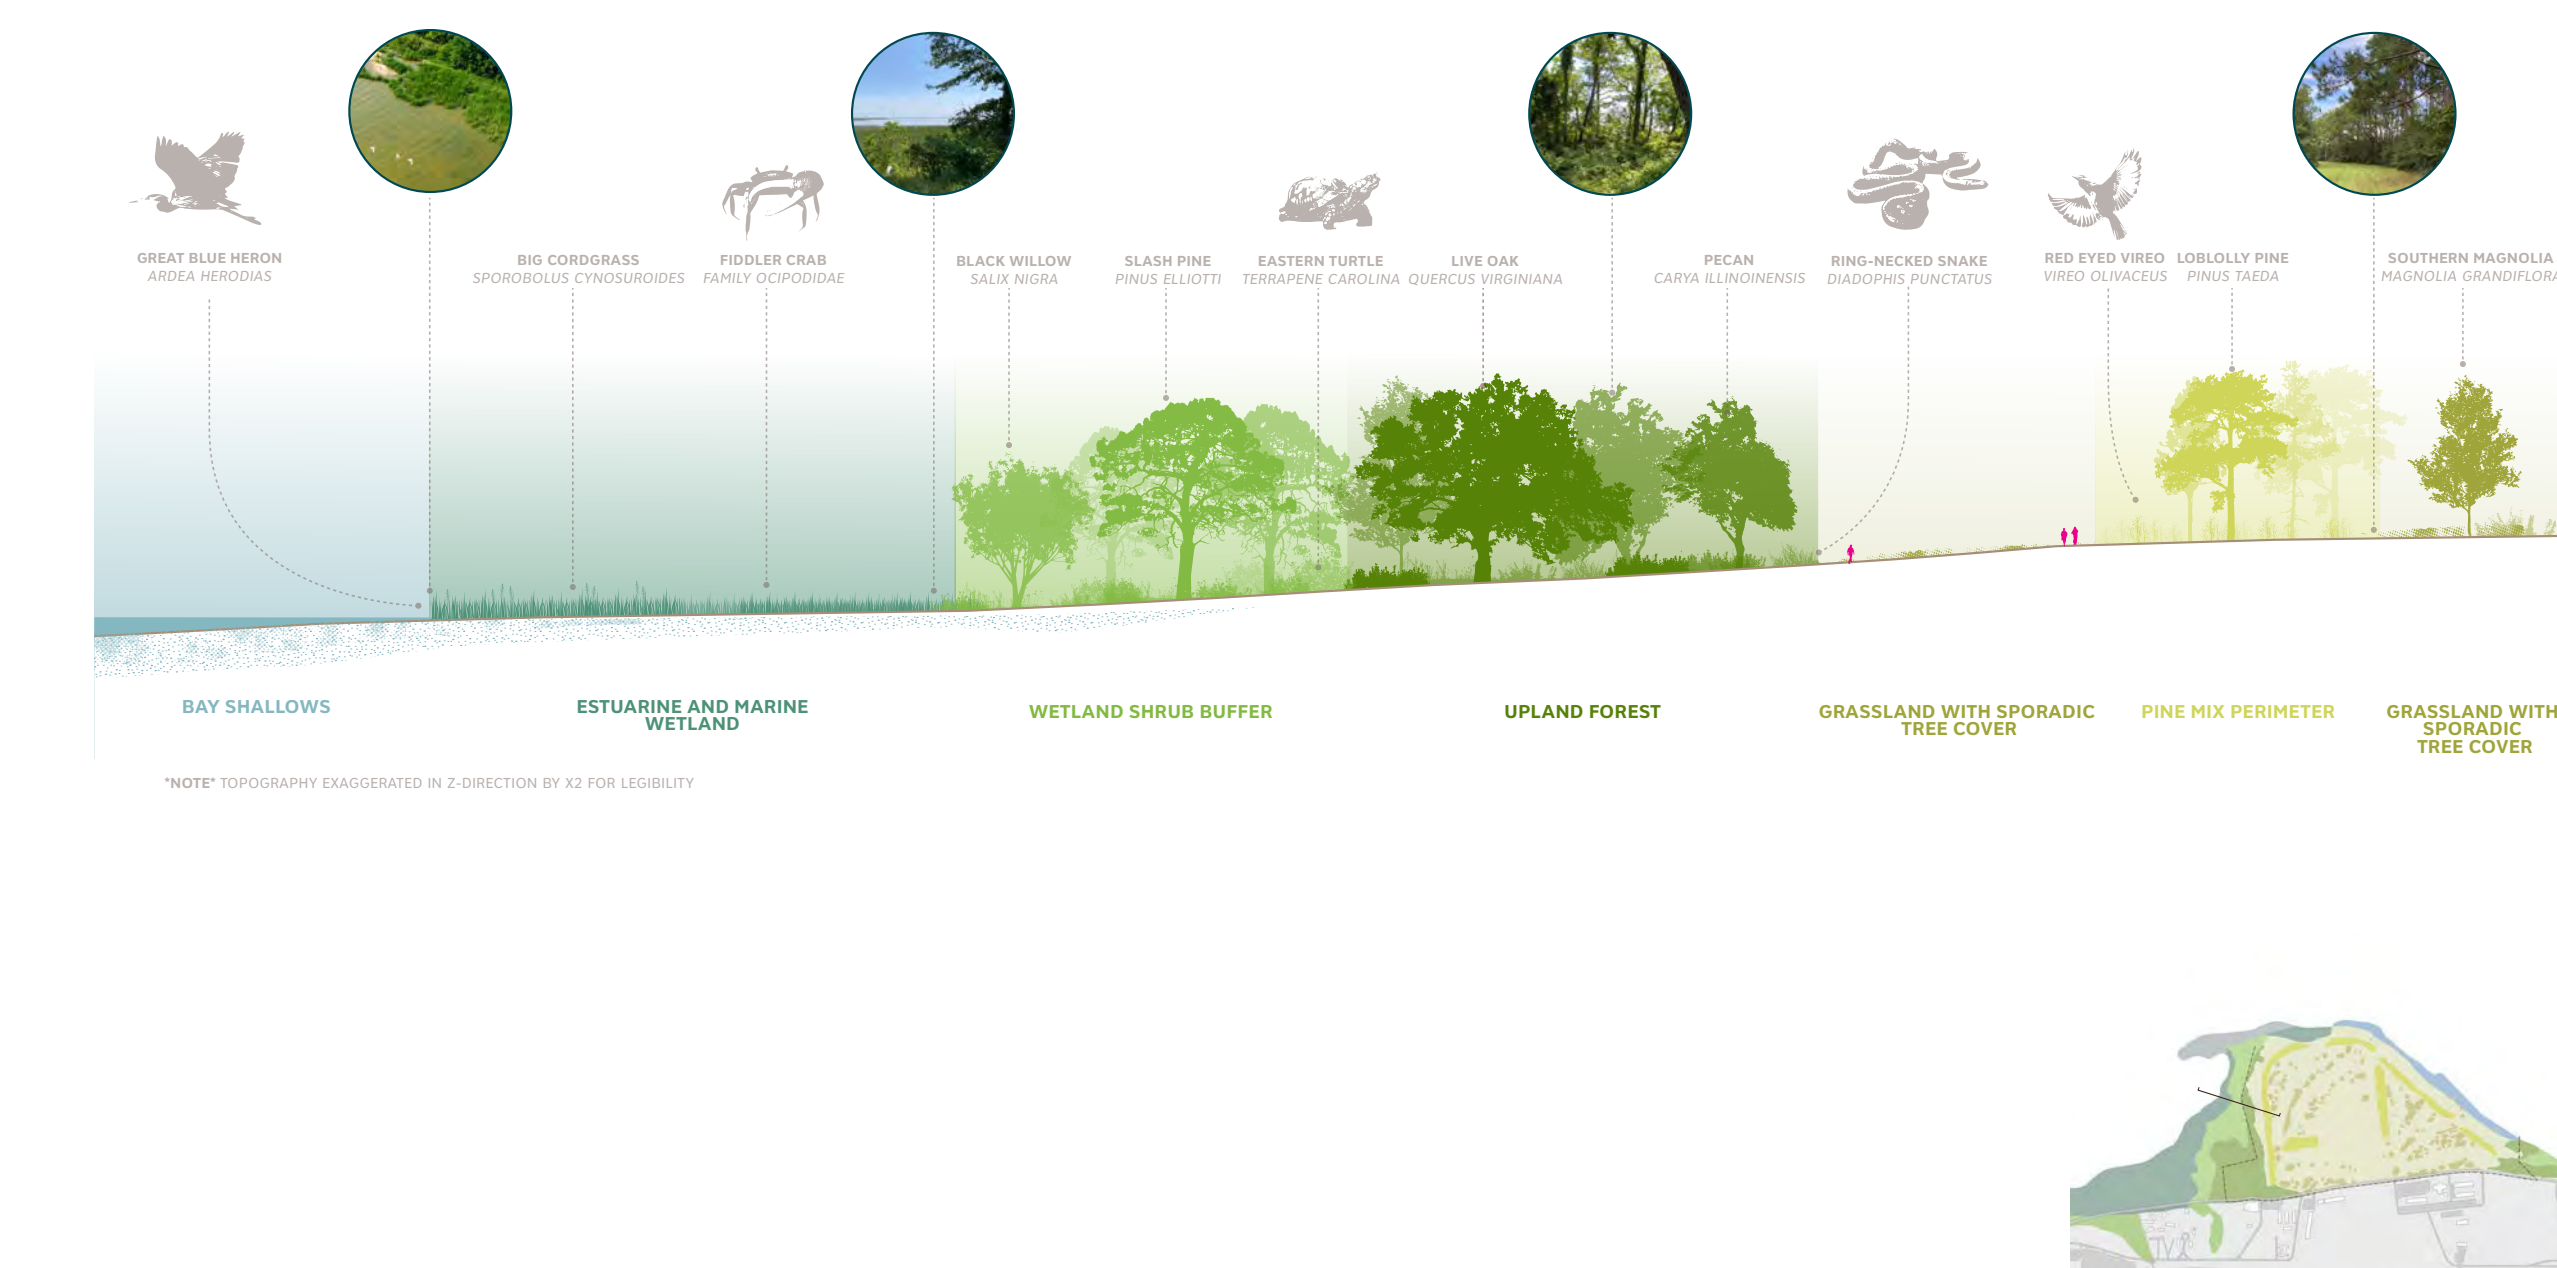 GREAT BLUE HERON
ARDEA HERODIAS
BIG CORDGRASS
SPOROBOLUS CYNOSUROIDES
FIDDLER CRAB
FAMILY OCIPODIDAE
BLACK WILLOW
SALIX NIGRA
SLASH PINE
PINUS ELLIOTTI
EASTERN TURTLE
TERRAPENE CAROLINA
LIVE OAK
QUERCUS VIRGINIANA
PECAN
CARYA ILLINOINENSIS
RING-NECKED SNAKE
DIADOPHIS PUNCTATUS
RED EYED VIREO
VIREO OLIVACEUS
LOBLOLLY PINE
PINUS TAEDA
SOUTHERN MAGNOLIA
MAGNOLIA GRANDIFLORA
BAY SHALLOWS
ESTUARINE AND MARINE
WETLAND
WETLAND SHRUB BUFFER
UPLAND FOREST
GRASSLAND WITH SPORADIC
TREE COVER
PINE MIX PERIMETER
GRASSLAND WITH
SPORADIC
TREE COVER
*NOTE* TOPOGRAPHY EXAGGERATED IN Z-DIRECTION BY X2 FOR LEGIBILITY